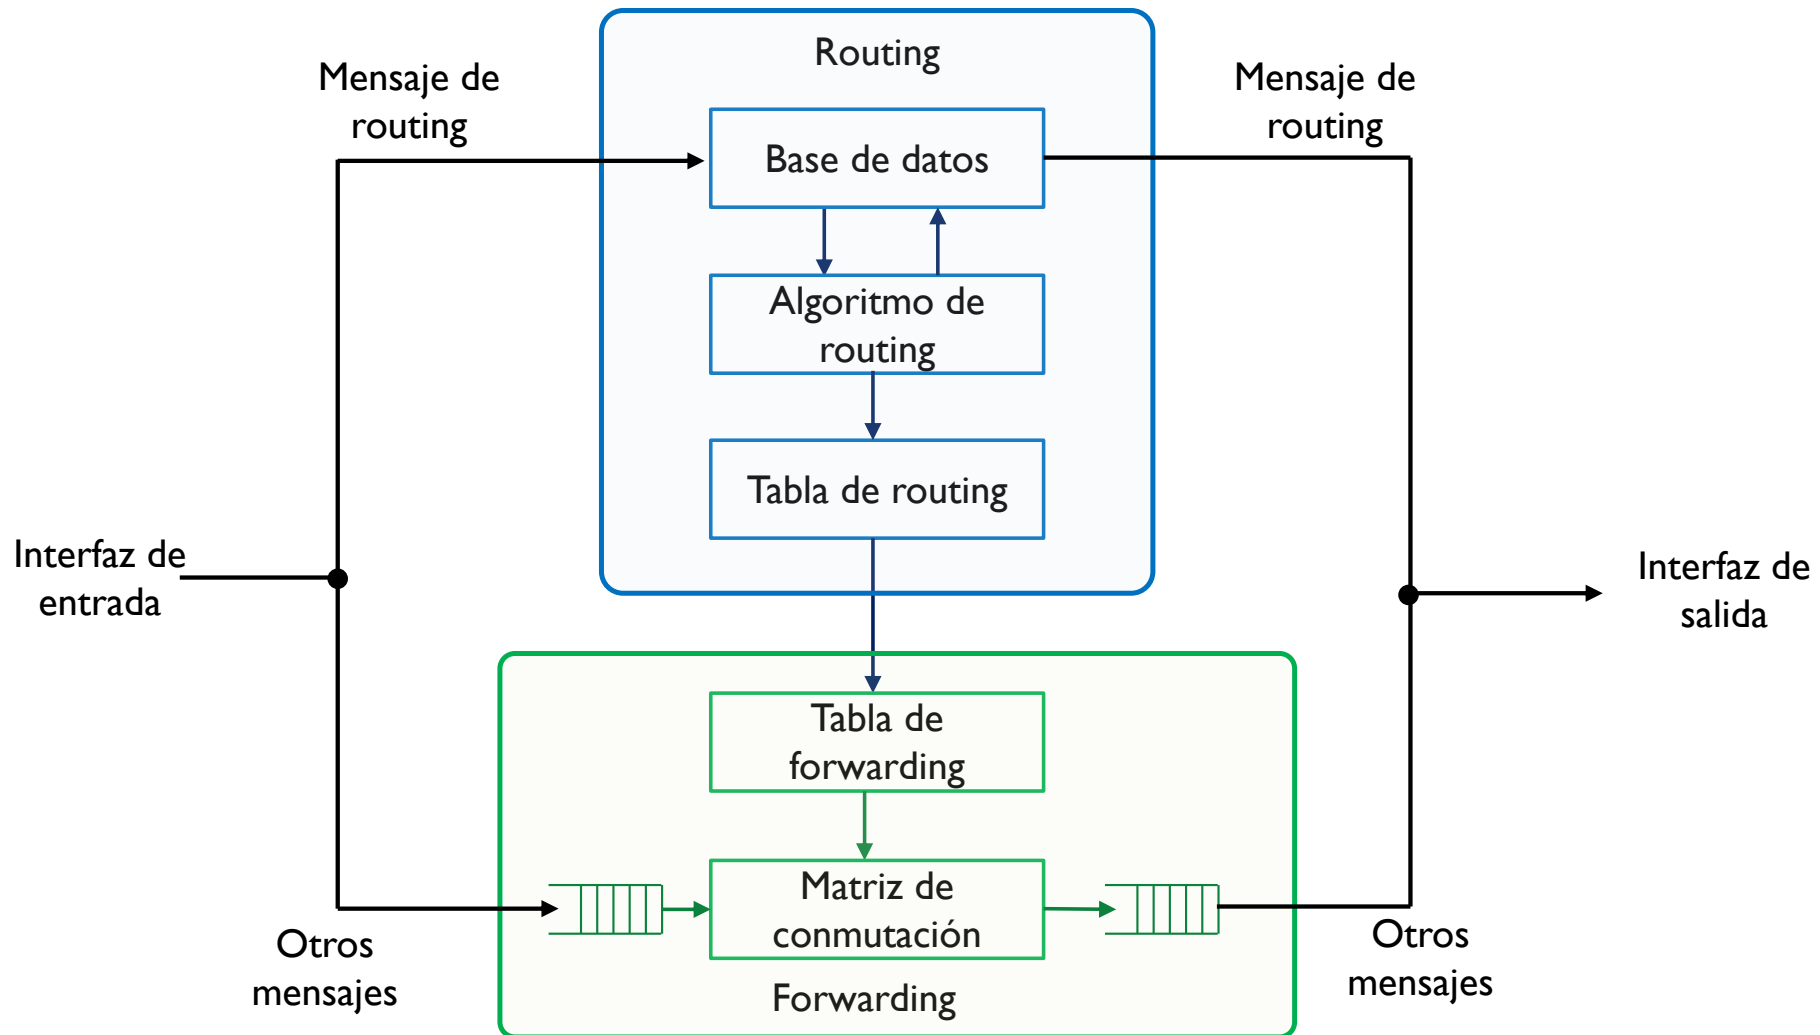 Routing
Mensaje de
routing
Mensaje de
routing
Base de datos
Algoritmo de
routing
Tabla de routing
Interfaz de
entrada
Interfaz de
salida
Tabla de
forwarding
Matriz de
conmutación
Otros
mensajes
Otros
mensajes
Forwarding